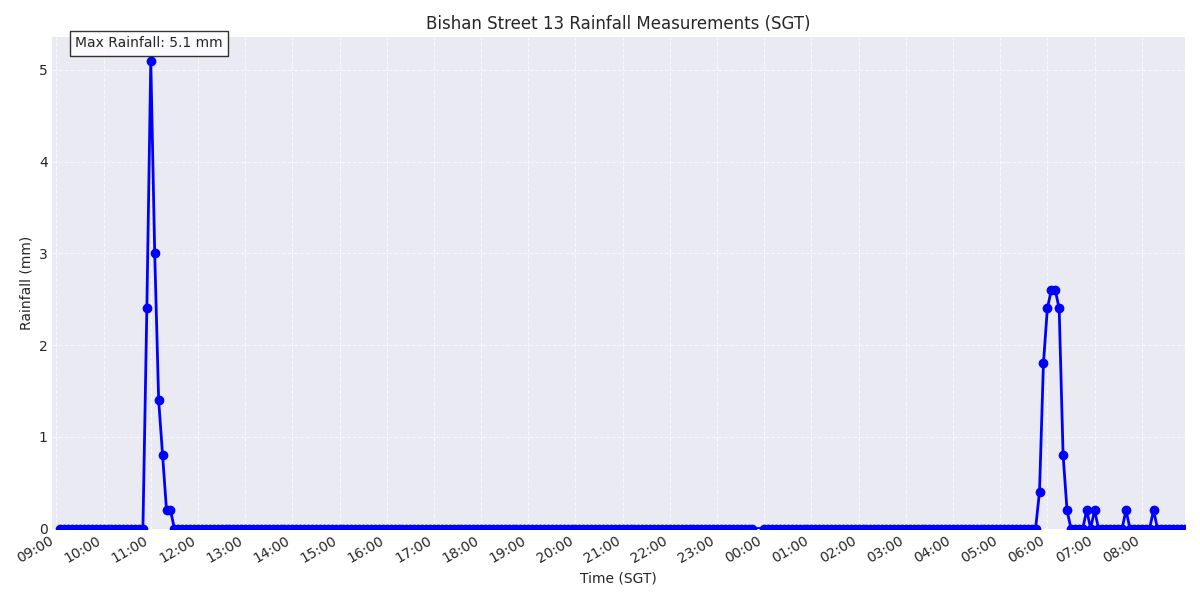 Bishan Street 13 Rainfall Measurements (SGT)
Max Rainfall: 5.1 mm
Rainfall (mm)
5
4
3
2
1
0
09:00 10:00 11:00 12:00 13:00 14:00 15:00 16:00 17:00 18:00 19:00 20:00 21:00 22:00 23:00 00:00 01:00 02:00 03:00 04:00 05:00 06:00 07:00 08:00
Time (SGT)